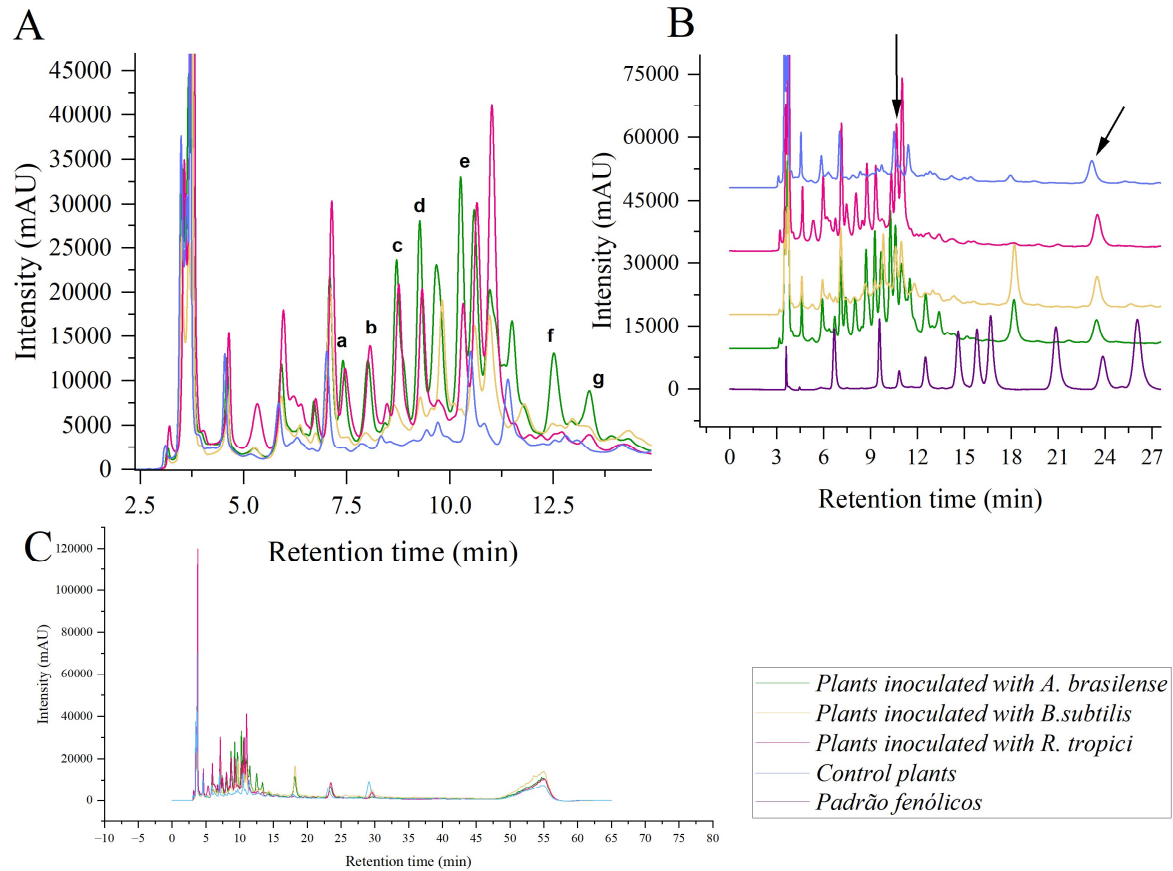 A
45000
40000
35000
30000
25000
20000
15000
10000
5000
0
Intensity (mAU)
a
b
c
d
e
f
g
2.5 5.0 7.5 10.0 12.5
Retention time (min)
B
75000
60000
45000
30000
15000
0
Intensity (mAU)
0 3 6 9 12 15 18 21 24 27
Retention time (min)
C
120000
100000
80000
60000
40000
20000
0
Intensity (mAU)
−10 −5 0 5 10 15 20 25 30 35 40 45 50 55 60 65 70 75 80
Retention time (min)
Plants inoculated with A. brasilense
Plants inoculated with B.subtilis
Plants inoculated with R. tropici
Control plants
Padrão fenólicos